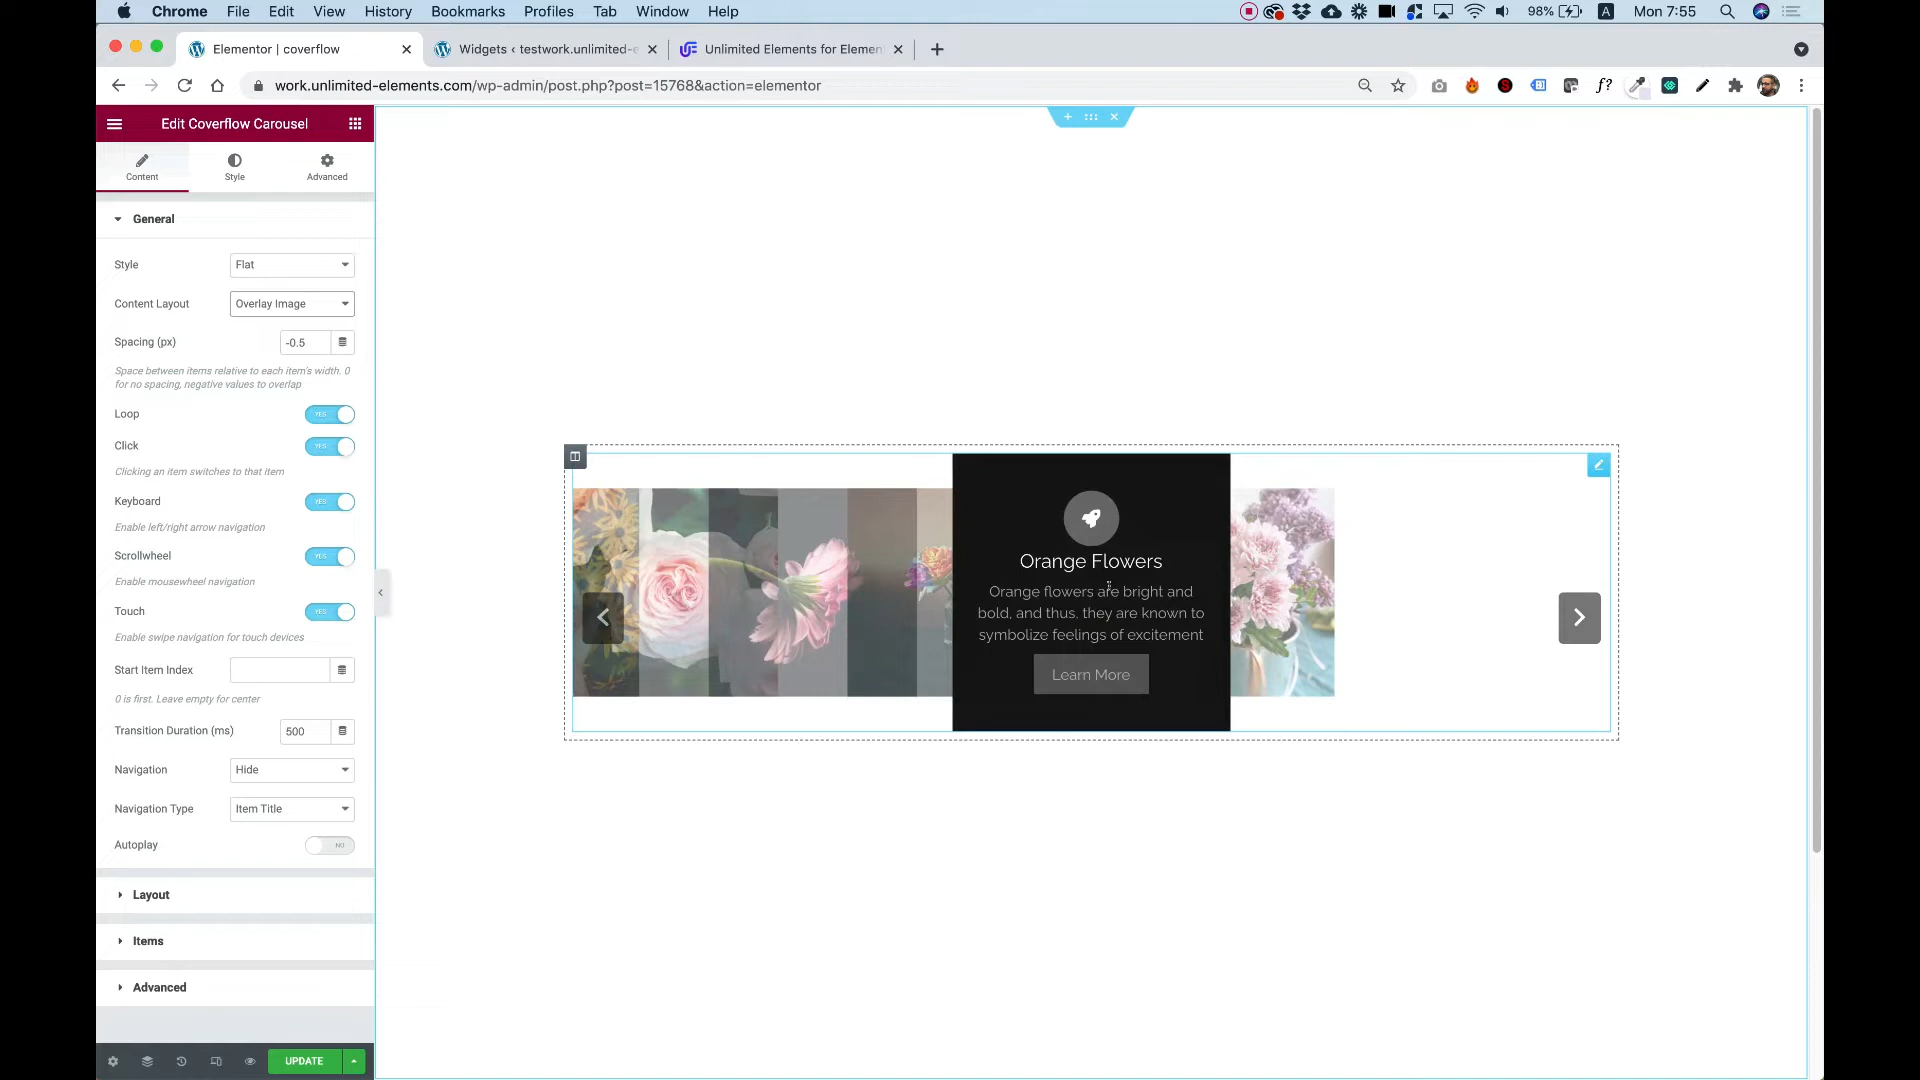 Chrome File Edit View History Bookmarks Profiles Tab Window Help
98% A Mon 7:55
Elementor | coverflow
Widgets ‹ testwork.unlimited-e
Unlimited Elements for Elemen
work.unlimited-elements.com/wp-admin/post.php?post=15768&action=elementor
f?
Edit Coverflow Carousel
Content Style Advanced
General
Style Flat
Content Layout Overlay Image
Spacing (px) -0.5
Space between items relative to each item's width. 0
for no spacing, negative values to overlap
Loop YES
Click YES
Clicking an item switches to that item
Keyboard YES
Enable left/right arrow navigation
Scrollwheel YES
Enable mousewheel navigation
Touch YES
Enable swipe navigation for touch devices
Start Item Index
0 is first. Leave empty for center
Transition Duration (ms) 500
Navigation Hide
Navigation Type Item Title
Autoplay NO
Layout
Items
Advanced
UPDATE
Orange Flowers
Orange flowers are bright and
bold, and thus, they are known to
symbolize feelings of excitement
Learn More